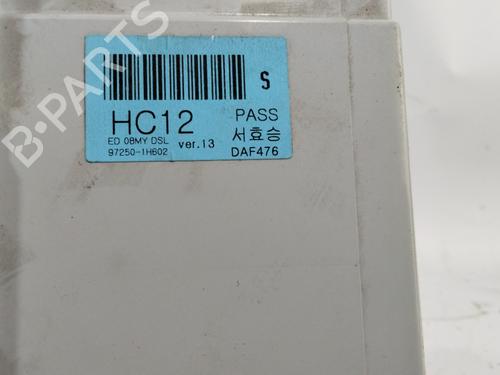 S
HC12 PASS
ED 08MY DSL ver.13 서효승
97250-1H602 DAF476
B-PARTS